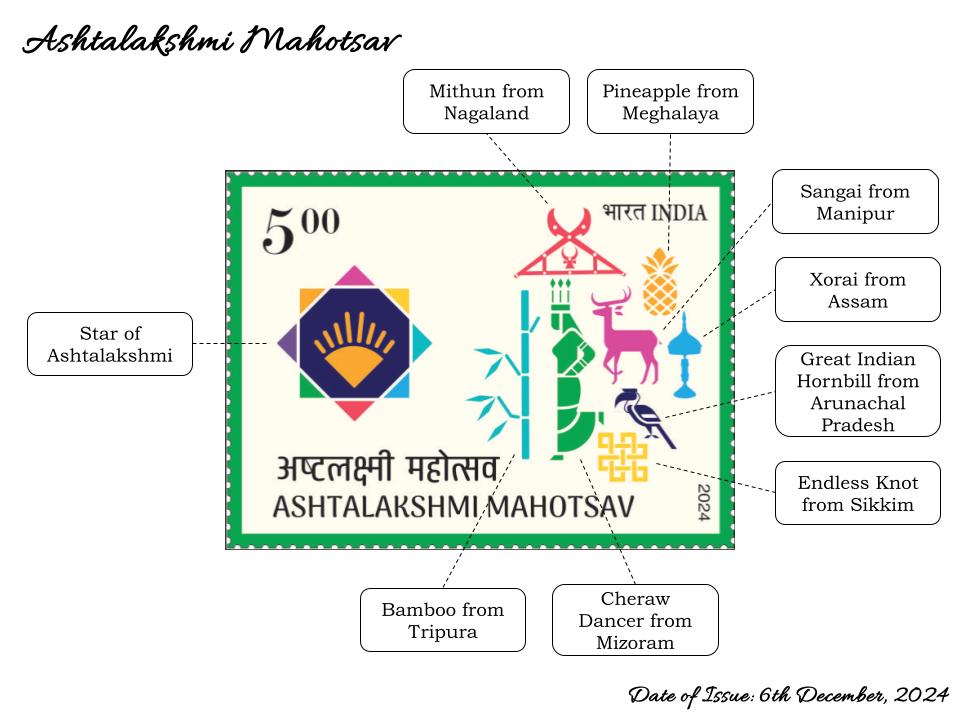 Ashtalakshmi Mahotsav
Mithun from
Nagaland
Pineapple from
Meghalaya
Sangai from
Manipur
500
भारत INDIA
Xorai from
Assam
Star of
Ashtalakshmi
Great Indian
Hornbill from
Arunachal
Pradesh
अष्टलक्ष्मी महोत्सव
ASHTALAKSHMI MAHOTSAV
2024
Endless Knot
from Sikkim
Bamboo from
Tripura
Cheraw
Dancer from
Mizoram
Date of Issue: 6th December, 2024